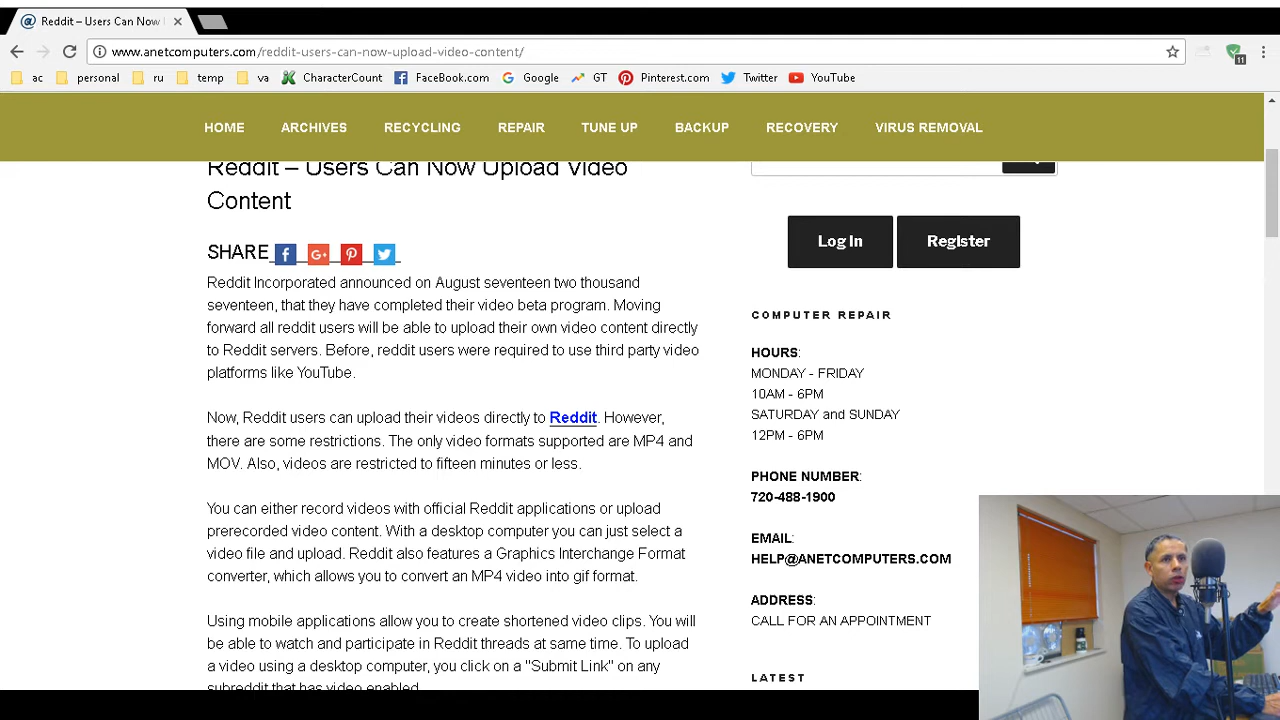 Reddit – Users Can Now
www.anetcomputers.com/reddit-users-can-now-upload-video-content/
ac personal ru temp va CharacterCount FaceBook.com Google GT Pinterest.com Twitter YouTube
11
HOME ARCHIVES RECYCLING REPAIR TUNE UP BACKUP RECOVERY VIRUS REMOVAL
Reddit – Users Can Now Upload Video
Content
SHARE
Reddit Incorporated announced on August seventeen two thousand
seventeen, that they have completed their video beta program. Moving
forward all reddit users will be able to upload their own video content directly
to Reddit servers. Before, reddit users were required to use third party video
platforms like YouTube.
Now, Reddit users can upload their videos directly to Reddit. However,
there are some restrictions. The only video formats supported are MP4 and
MOV. Also, videos are restricted to fifteen minutes or less.
You can either record videos with official Reddit applications or upload
prerecorded video content. With a desktop computer you can just select a
video file and upload. Reddit also features a Graphics Interchange Format
converter, which allows you to convert an MP4 video into gif format.
Using mobile applications allow you to create shortened video clips. You will
be able to watch and participate in Reddit threads at same time. To upload
a video using a desktop computer, you click on a "Submit Link" on any
subreddit that has video enabled.
Log In Register
COMPUTER REPAIR
HOURS:
MONDAY - FRIDAY
10AM - 6PM
SATURDAY and SUNDAY
12PM - 6PM
PHONE NUMBER:
720-488-1900
EMAIL:
HELP@ANETCOMPUTERS.COM
ADDRESS:
CALL FOR AN APPOINTMENT
LATEST